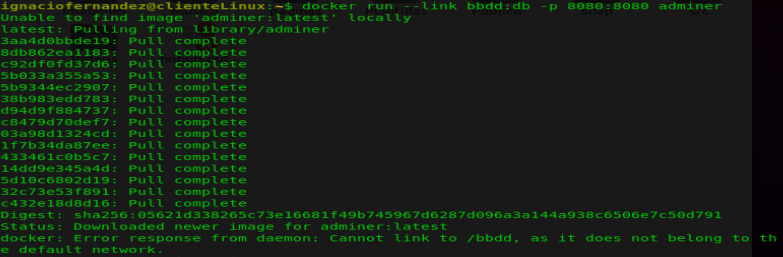 ignaciofernandez@clienteLinux:~$ docker run --link bbdd:db -p 8080:8080 adminer
Unable to find image 'adminer:latest' locally
latest: Pulling from library/adminer
3aa4d0bbde19: Pull complete
8db862ea1183: Pull complete
c92df0fd37d6: Pull complete
5b033a355a53: Pull complete
5b9344ec2907: Pull complete
38b983edd783: Pull complete
d94d9f884737: Pull complete
c8479d70def7: Pull complete
03a98d1324cd: Pull complete
1f7b34da87ee: Pull complete
433461c0b5c7: Pull complete
14dd9e345a4d: Pull complete
5d10c6802d19: Pull complete
32c73e53f891: Pull complete
c432e18d8d16: Pull complete
Digest: sha256:05621d338265c73e16681f49b745967d6287d096a3a144a938c6506e7c50d791
Status: Downloaded newer image for adminer:latest
docker: Error response from daemon: Cannot link to /bbdd, as it does not belong to th
e default network.